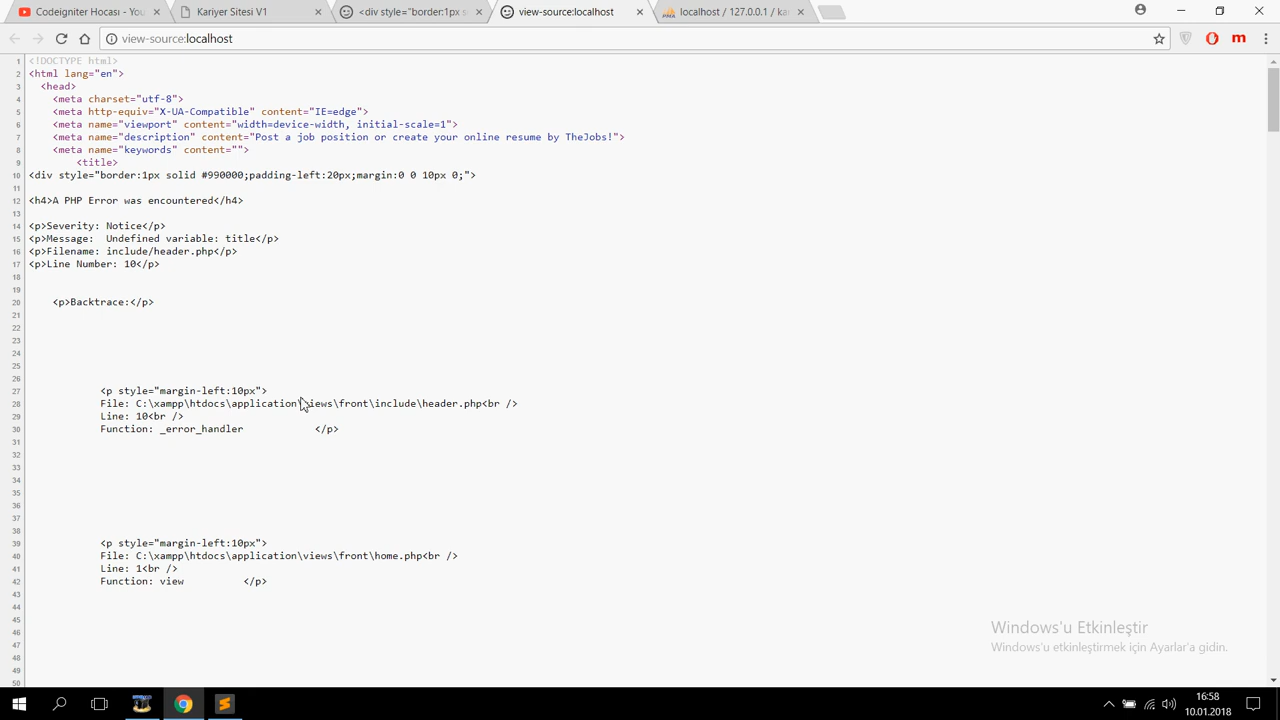 Codeigniter Hocası - You
Kariyer Sitesi V1
<div style="border:1px so
view-source:localhost
localhost / 127.0.0.1 / ka
view-source:localhost
1 <!DOCTYPE html>
2 <html lang="en">
3 <head>
4 <meta charset="utf-8">
5 <meta http-equiv="X-UA-Compatible" content="IE=edge">
6 <meta name="viewport" content="width=device-width, initial-scale=1">
7 <meta name="description" content="Post a job position or create your online resume by TheJobs!">
8 <meta name="keywords" content="">
9 <title>
10 <div style="border:1px solid #990000;padding-left:20px;margin:0 0 10px 0;">
11
12 <h4>A PHP Error was encountered</h4>
13
14 <p>Severity: Notice</p>
15 <p>Message:  Undefined variable: title</p>
16 <p>Filename: include/header.php</p>
17 <p>Line Number: 10</p>
18
19
20 <p>Backtrace:</p>
21
22
23
24
25
26
27 <p style="margin-left:10px">
28 File: C:\xampp\htdocs\application\views\front\include\header.php<br />
29 Line: 10<br />
30 Function: _error_handler </p>
31
32
33
34
35
36
37
38
39 <p style="margin-left:10px">
40 File: C:\xampp\htdocs\application\views\front\home.php<br />
41 Line: 1<br />
42 Function: view </p>
43
44
45
46
47
48
49
50
Windows'u Etkinleştir
Windows'u etkinleştirmek için Ayarlar'a gidin.
16:58
10.01.2018